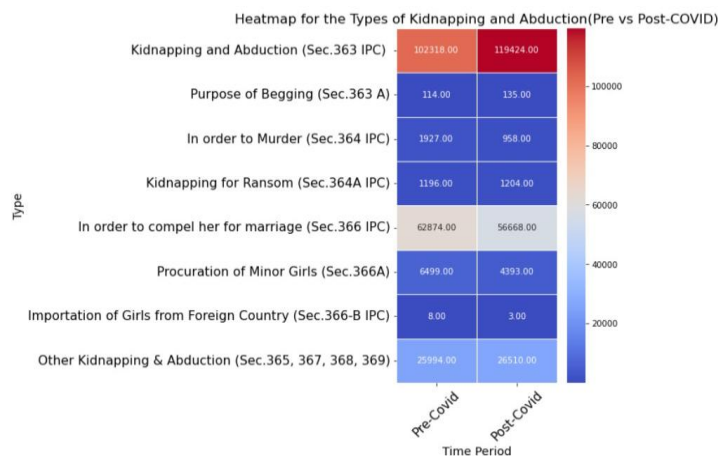 Heatmap for the Types of Kidnapping and Abduction(Pre vs Post-COVID)
Kidnapping and Abduction (Sec.363 IPC) 102318.00 119424.00
Purpose of Begging (Sec.363 A) 114.00 135.00
In order to Murder (Sec.364 IPC) 1927.00 958.00
Kidnapping for Ransom (Sec.364A IPC) 1196.00 1204.00
In order to compel her for marriage (Sec.366 IPC) 62874.00 56668.00
Procuration of Minor Girls (Sec.366A) 6499.00 4393.00
Importation of Girls from Foreign Country (Sec.366-B IPC) 8.00 3.00
Other Kidnapping & Abduction (Sec.365, 367, 368, 369) 25994.00 26510.00
Type
Pre-Covid Post-Covid
Time Period
100000
80000
60000
40000
20000